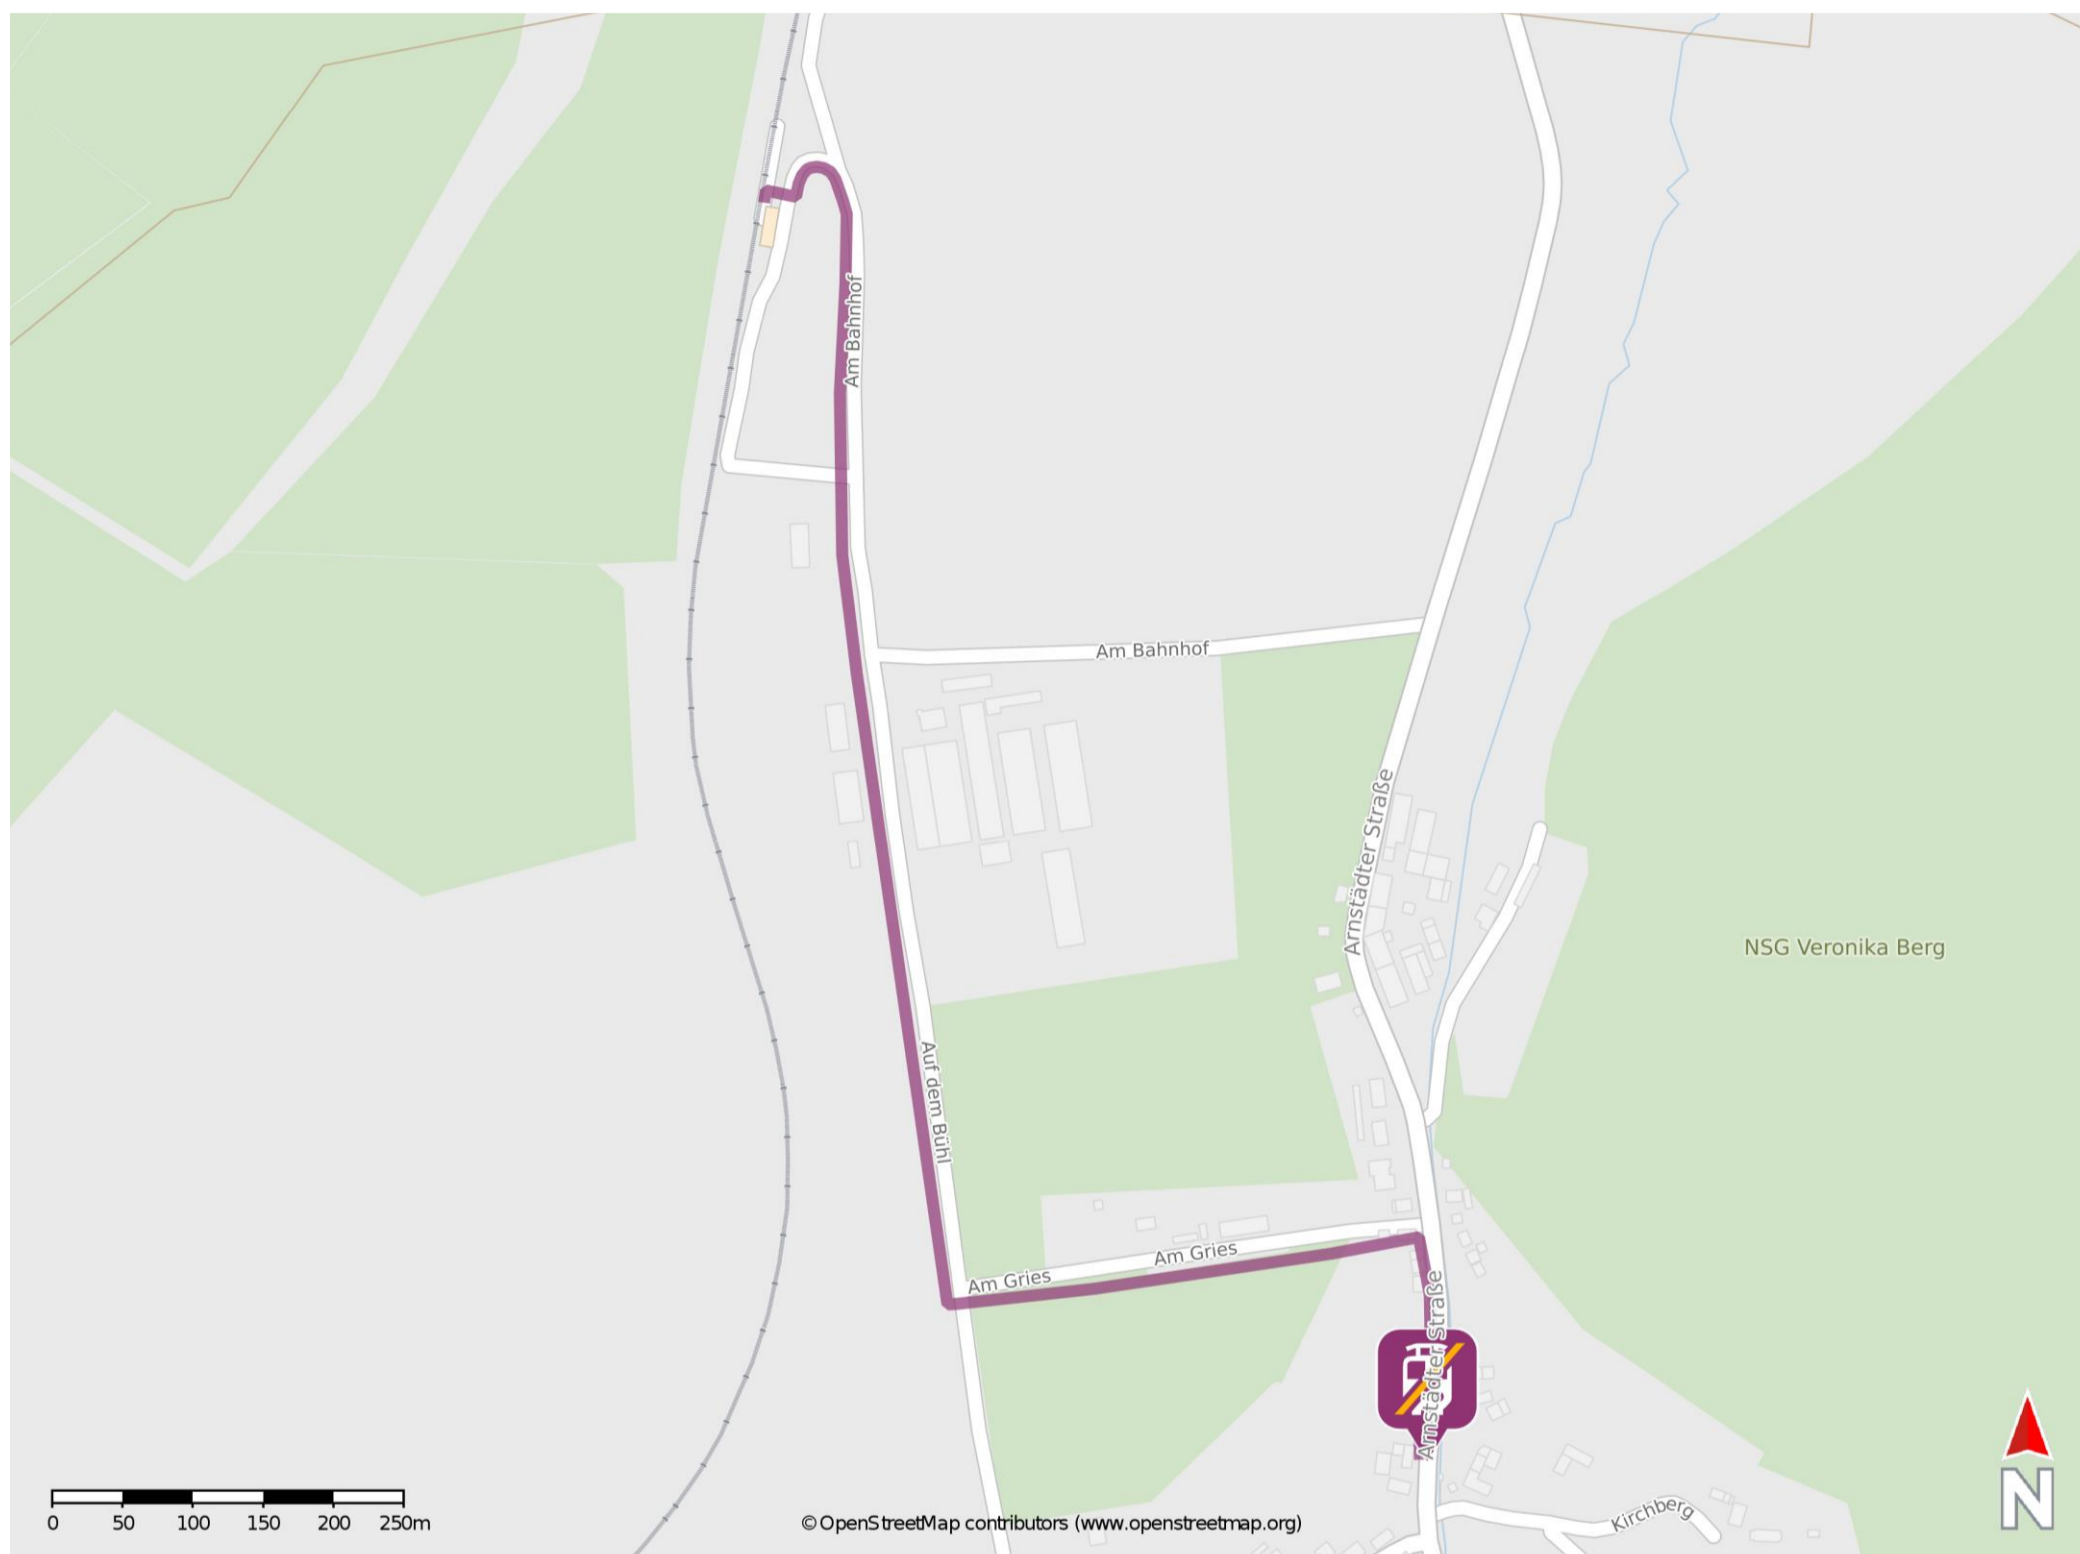 Am Bahnhof
Am Bahnhof
Arnstädter Straße
NSG Veronika Berg
Auf dem Bühl
Am Gries
Am Gries
Arnstädter Straße
Kirchberg
0 50 100 150 200 250m
©OpenStreetMap contributors (www.openstreetmap.org)
N